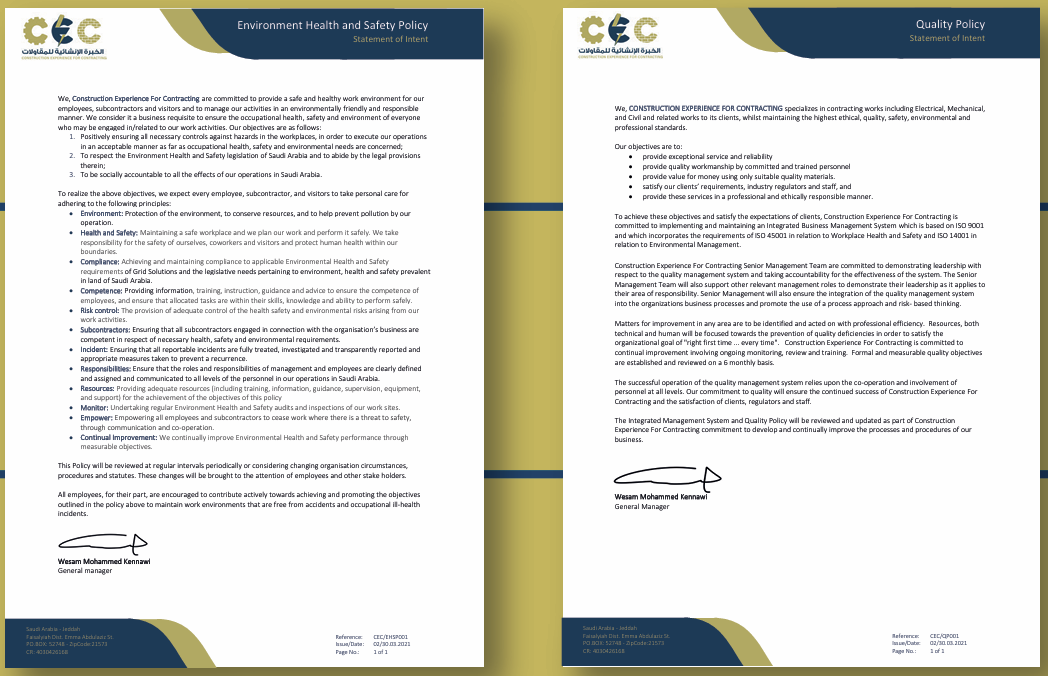 CEC
الخبرة الإنشائية للمقاولات
CONSTRUCTION EXPERIENCE FOR CONTRACTING
Environment Health and Safety Policy
Statement of Intent
We, Construction Experience For Contracting are committed to provide a safe and healthy work environment for our
employees, subcontractors and visitors and to manage our activities in an environmentally friendly and responsible
manner. We consider it a business requisite to ensure the occupational health, safety and environment of everyone
who may be engaged in/related to our work activities. Our objectives are as follows:
1. Positively ensuring all necessary controls against hazards in the workplaces, in order to execute our operations
in an acceptable manner as far as occupational health, safety and environmental needs are concerned;
2. To respect the Environment Health and Safety legislation of Saudi Arabia and to abide by the legal provisions
therein;
3. To be socially accountable to all the effects of our operations in Saudi Arabia.
To realize the above objectives, we expect every employee, subcontractor, and visitors to take personal care for
adhering to the following principles:
• Environment: Protection of the environment, to conserve resources, and to help prevent pollution by our
operation.
• Health and Safety: Maintaining a safe workplace and we plan our work and perform it safely. We take
responsibility for the safety of ourselves, coworkers and visitors and protect human health within our
boundaries.
• Compliance: Achieving and maintaining compliance to applicable Environmental Health and Safety
requirements of Grid Solutions and the legislative needs pertaining to environment, health and safety prevalent
in land of Saudi Arabia.
• Competence: Providing information, training, instruction, guidance and advice to ensure the competence of
employees, and ensure that allocated tasks are within their skills, knowledge and ability to perform safely.
• Risk control: The provision of adequate control of the health safety and environmental risks arising from our
work activities.
• Subcontractors: Ensuring that all subcontractors engaged in connection with the organisation's business are
competent in respect of necessary health, safety and environmental requirements.
• Incident: Ensuring that all reportable incidents are fully treated, investigated and transparently reported and
appropriate measures taken to prevent a recurrence.
• Responsibilities: Ensure that the roles and responsibilities of management and employees are clearly defined
and assigned and communicated to all levels of the personnel in our operations in Saudi Arabia.
• Resources: Providing adequate resources (including training, information, guidance, supervision, equipment,
and support) for the achievement of the objectives of this policy
• Monitor: Undertaking regular Environment Health and Safety audits and inspections of our work sites.
• Empower: Empowering all employees and subcontractors to cease work where there is a threat to safety,
through communication and co-operation.
• Continual Improvement: We continually improve Environmental Health and Safety performance through
measurable objectives.
This Policy will be reviewed at regular intervals periodically or considering changing organisation circumstances,
procedures and statutes. These changes will be brought to the attention of employees and other stake holders.
All employees, for their part, are encouraged to contribute actively towards achieving and promoting the objectives
outlined in the policy above to maintain work environments that are free from accidents and occupational ill-health
incidents.
Wesam Mohammed Kennawi
General manager
Saudi Arabia - Jeddah
Faisalyiah Dist. Emma Abdulaziz St.
PO.BOX: 52748 - ZipCode:21573
CR: 4030426168
Reference: CEC/EHSP001
Issue/Date: 02/30.03.2021
Page No.: 1 of 1
CEC
الخبرة الإنشائية للمقاولات
CONSTRUCTION EXPERIENCE FOR CONTRACTING
Quality Policy
Statement of Intent
We, CONSTRUCTION EXPERIENCE FOR CONTRACTING specializes in contracting works including Electrical, Mechanical,
and Civil and related works to its clients, whilst maintaining the highest ethical, quality, safety, environmental and
professional standards.
Our objectives are to:
• provide exceptional service and reliability
• provide quality workmanship by committed and trained personnel
• provide value for money using only suitable quality materials.
• satisfy our clients' requirements, industry regulators and staff, and
• provide these services in a professional and ethically responsible manner.
To achieve these objectives and satisfy the expectations of clients, Construction Experience For Contracting is
committed to implementing and maintaining an Integrated Business Management System which is based on ISO 9001
and which incorporates the requirements of ISO 45001 in relation to Workplace Health and Safety and ISO 14001 in
relation to Environmental Management.
Construction Experience For Contracting Senior Management Team are committed to demonstrating leadership with
respect to the quality management system and taking accountability for the effectiveness of the system. The Senior
Management Team will also support other relevant management roles to demonstrate their leadership as it applies to
their area of responsibility. Senior Management will also ensure the integration of the quality management system
into the organizations business processes and promote the use of a process approach and risk- based thinking.
Matters for improvement in any area are to be identified and acted on with professional efficiency. Resources, both
technical and human will be focused towards the prevention of quality deficiencies in order to satisfy the
organizational goal of "right first time ... every time". Construction Experience For Contracting is committed to
continual improvement involving ongoing monitoring, review and training. Formal and measurable quality objectives
are established and reviewed on a 6 monthly basis.
The successful operation of the quality management system relies upon the co-operation and involvement of
personnel at all levels. Our commitment to quality will ensure the continued success of Construction Experience For
Contracting and the satisfaction of clients, regulators and staff.
The Integrated Management System and Quality Policy will be reviewed and updated as part of Construction
Experience For Contracting commitment to develop and continually improve the processes and procedures of our
business.
Wesam Mohammed Kennawi
General Manager
Saudi Arabia - Jeddah
Faisalyiah Dist. Emma Abdulaziz St.
PO.BOX: 52748 - ZipCode:21573
CR: 4030426168
Reference: CEC/QP001
Issue/Date: 02/30.03.2021
Page No.: 1 of 1